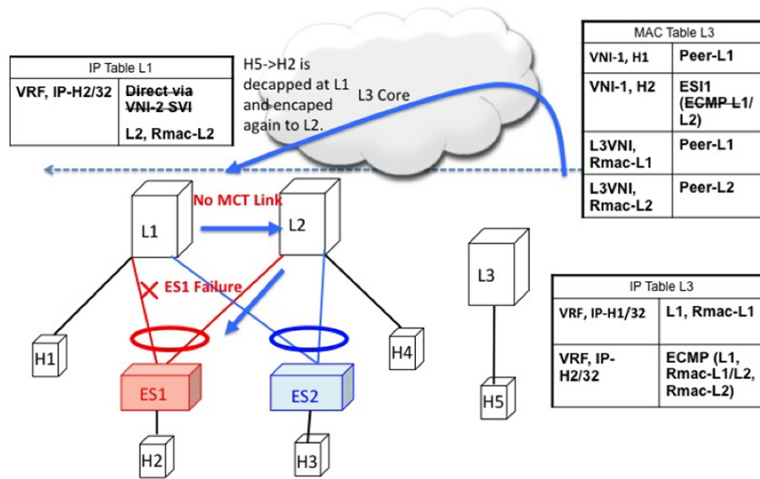 IP Table L1
VRF, IP-H2/32
Direct via
VNI-2 SVI
L2, Rmac-L2
H5->H2 is
decapped at L1
and encaped
again to L2.
L3 Core
MAC Table L3
VNI-1, H1
Peer-L1
VNI-1, H2
ESI1
(ECMP L1/
L2)
L3VNI,
Rmac-L1
Peer-L1
L3VNI,
Rmac-L2
Peer-L2
No MCT Link
L1
L2
ES1 Failure
L3
H1
H4
ES1
ES2
H5
H2
H3
IP Table L3
VRF, IP-H1/32
L1, Rmac-L1
VRF, IP-
H2/32
ECMP (L1,
Rmac-L1/L2,
Rmac-L2)